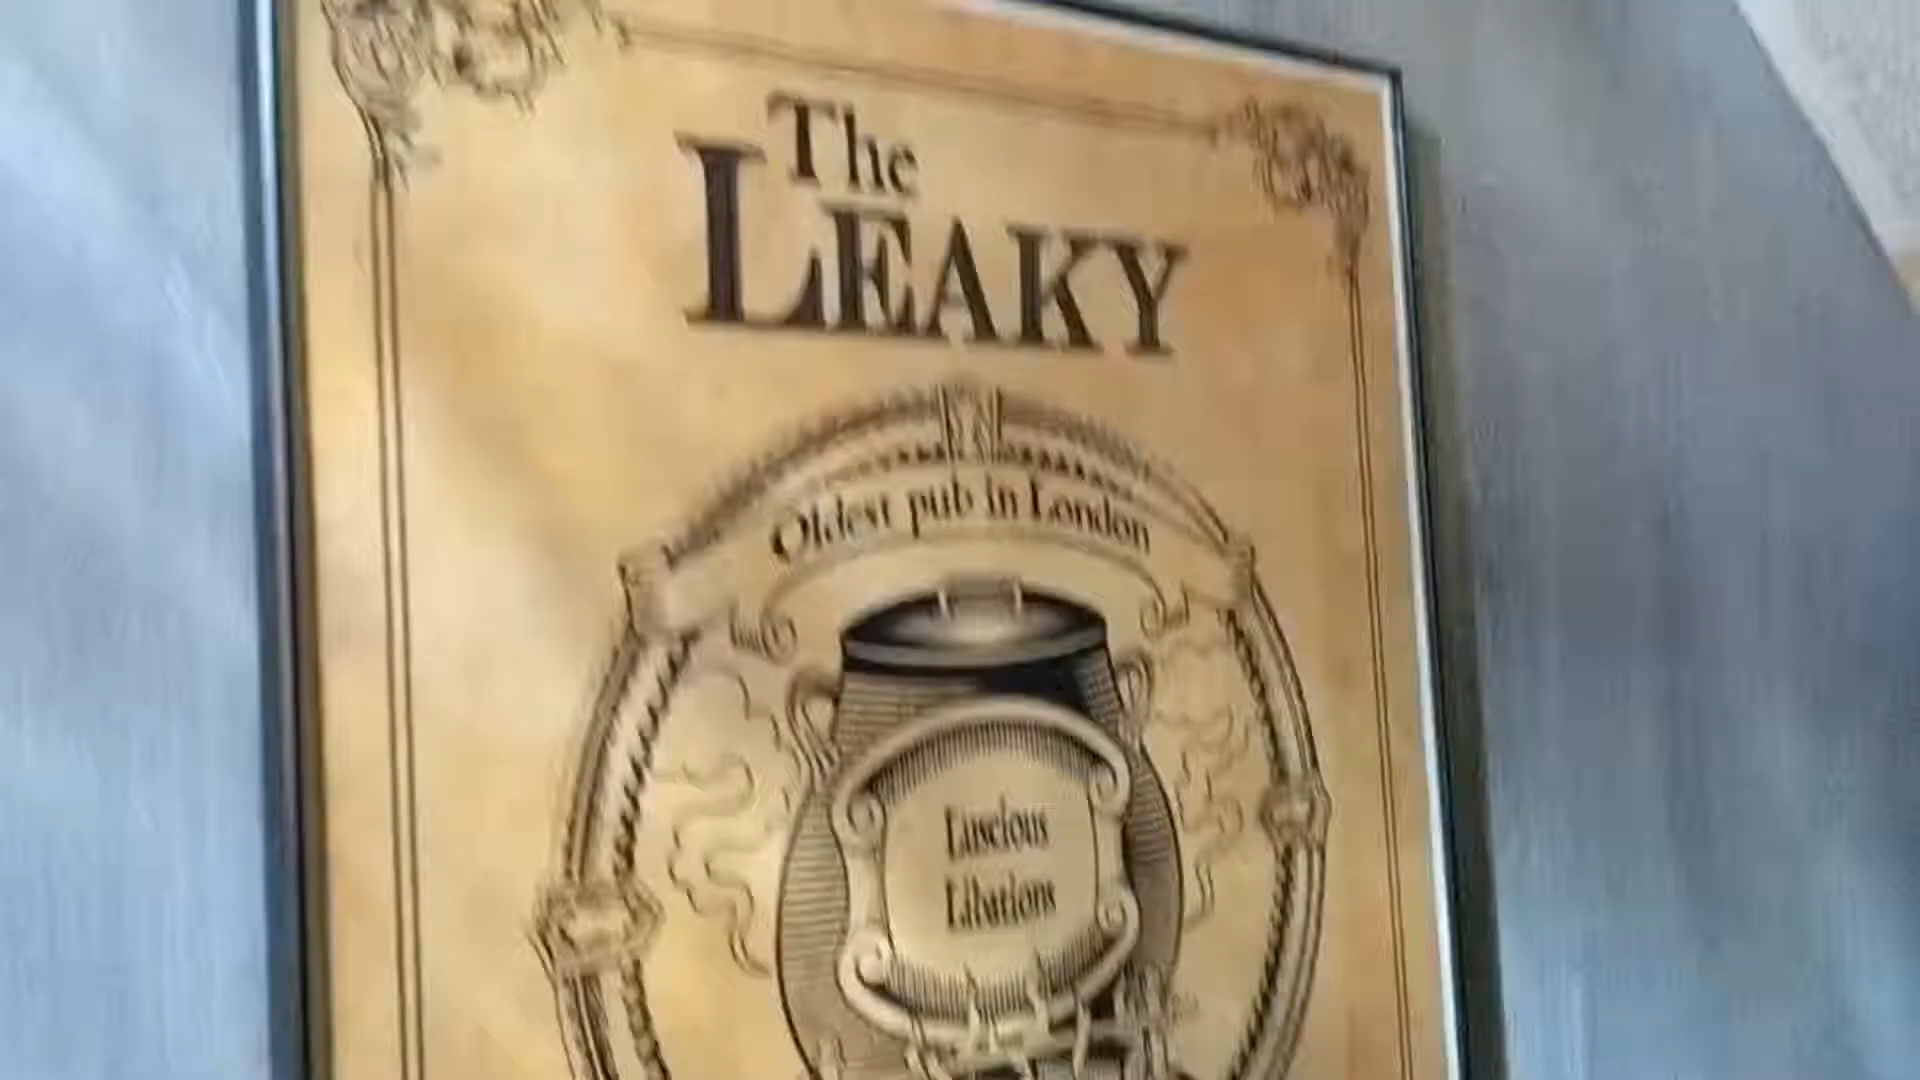 The
LEAKY
Oldest pub in London
Luscious
Libations